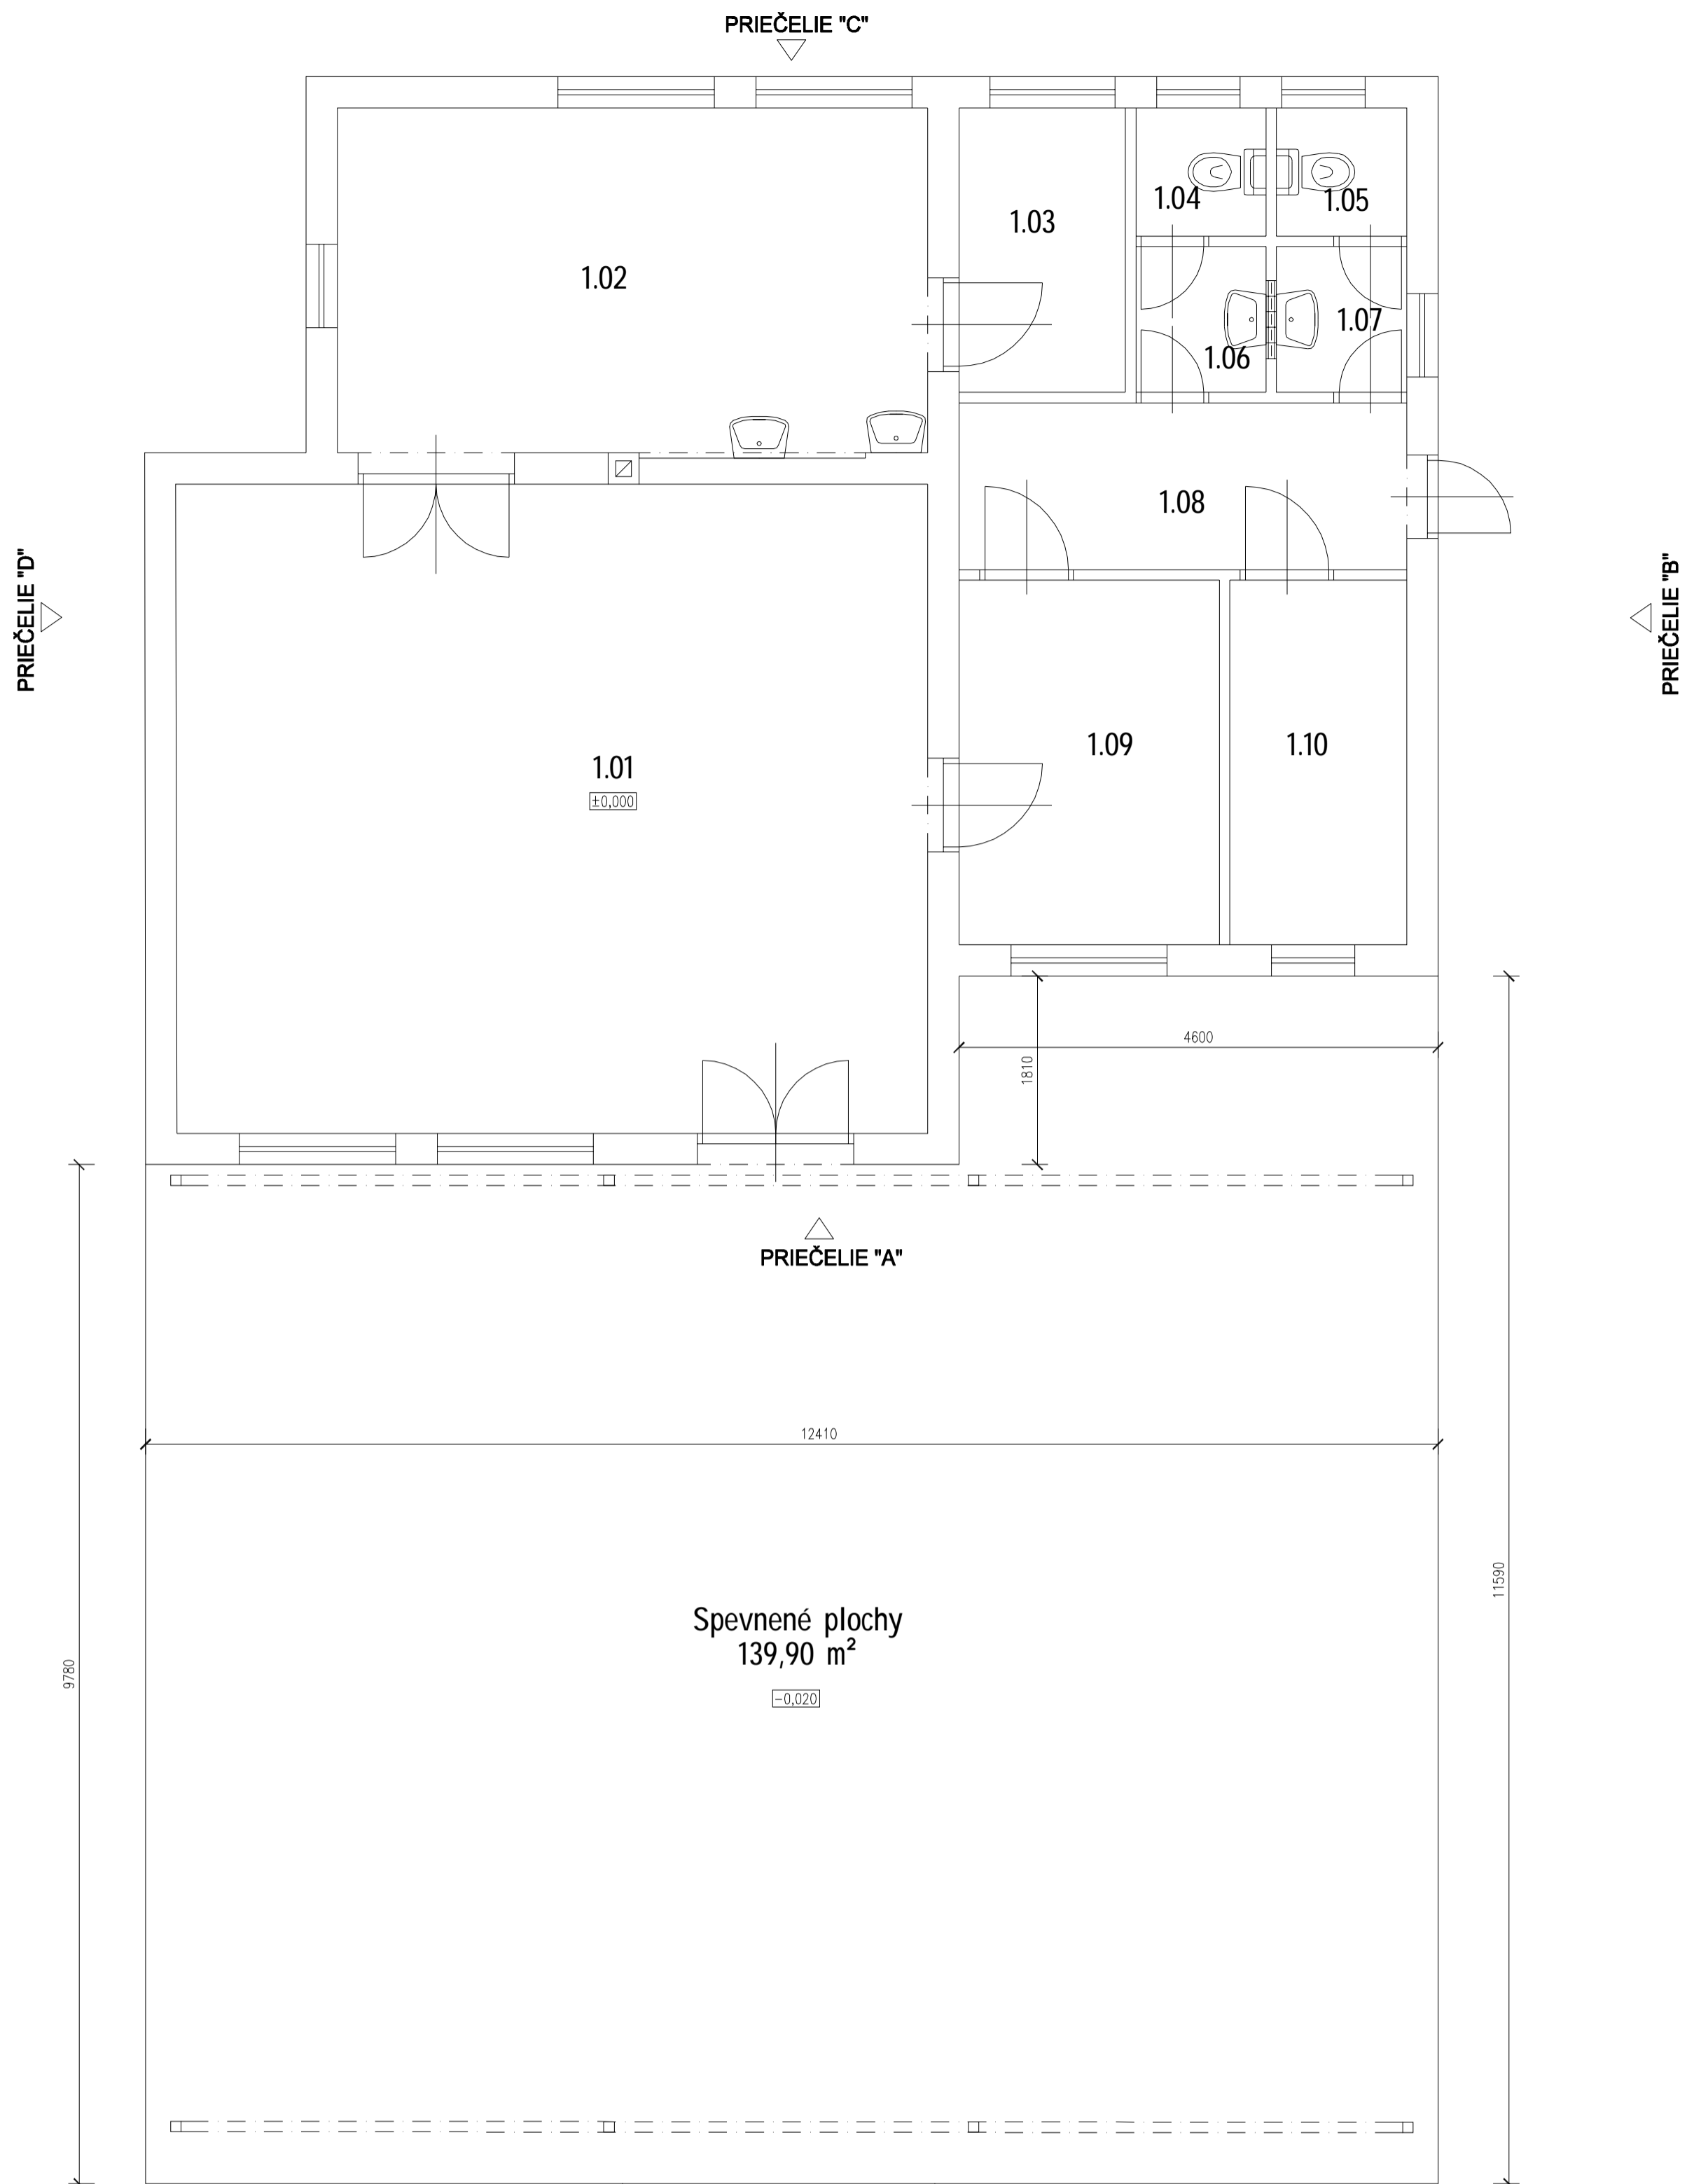 PRIEČELIE "C"
1.04
1.05
1.03
1.02
1.07
1.06
1.08
PRIEČELIE "D"
PRIEČELIE "B"
1.09
1.10
1.01
±0,000
4600
1810
PRIEČELIE "A"
12410
11590
Spevnené plochy
139,90 m²
9780
-0,020